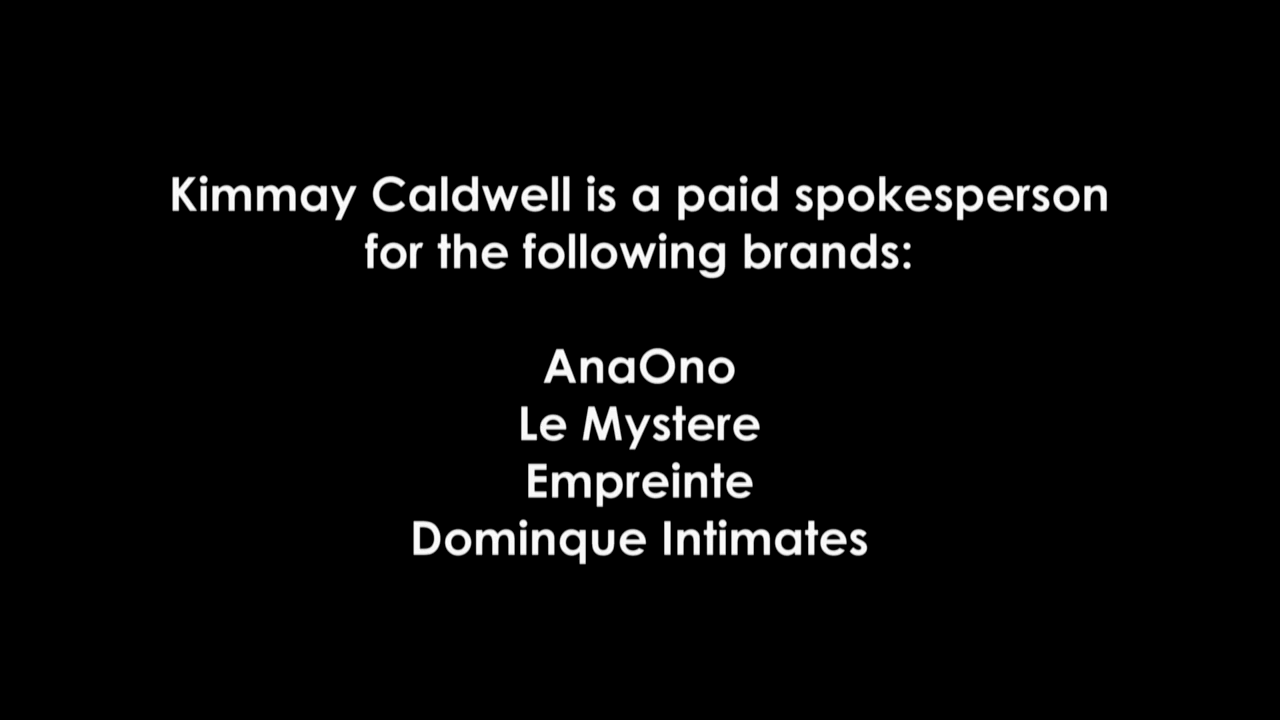 Kimmay Caldwell is a paid spokesperson
for the following brands:
AnaOno
Le Mystere
Empreinte
Dominque Intimates